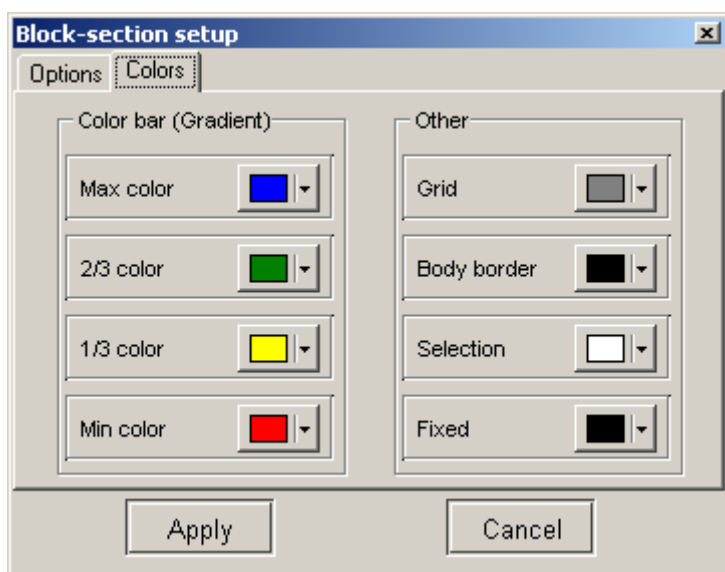 Block-section setup
Options Colors
Color bar (Gradient)
Max color
2/3 color
1/3 color
Min color
Other
Grid
Body border
Selection
Fixed
Apply Cancel